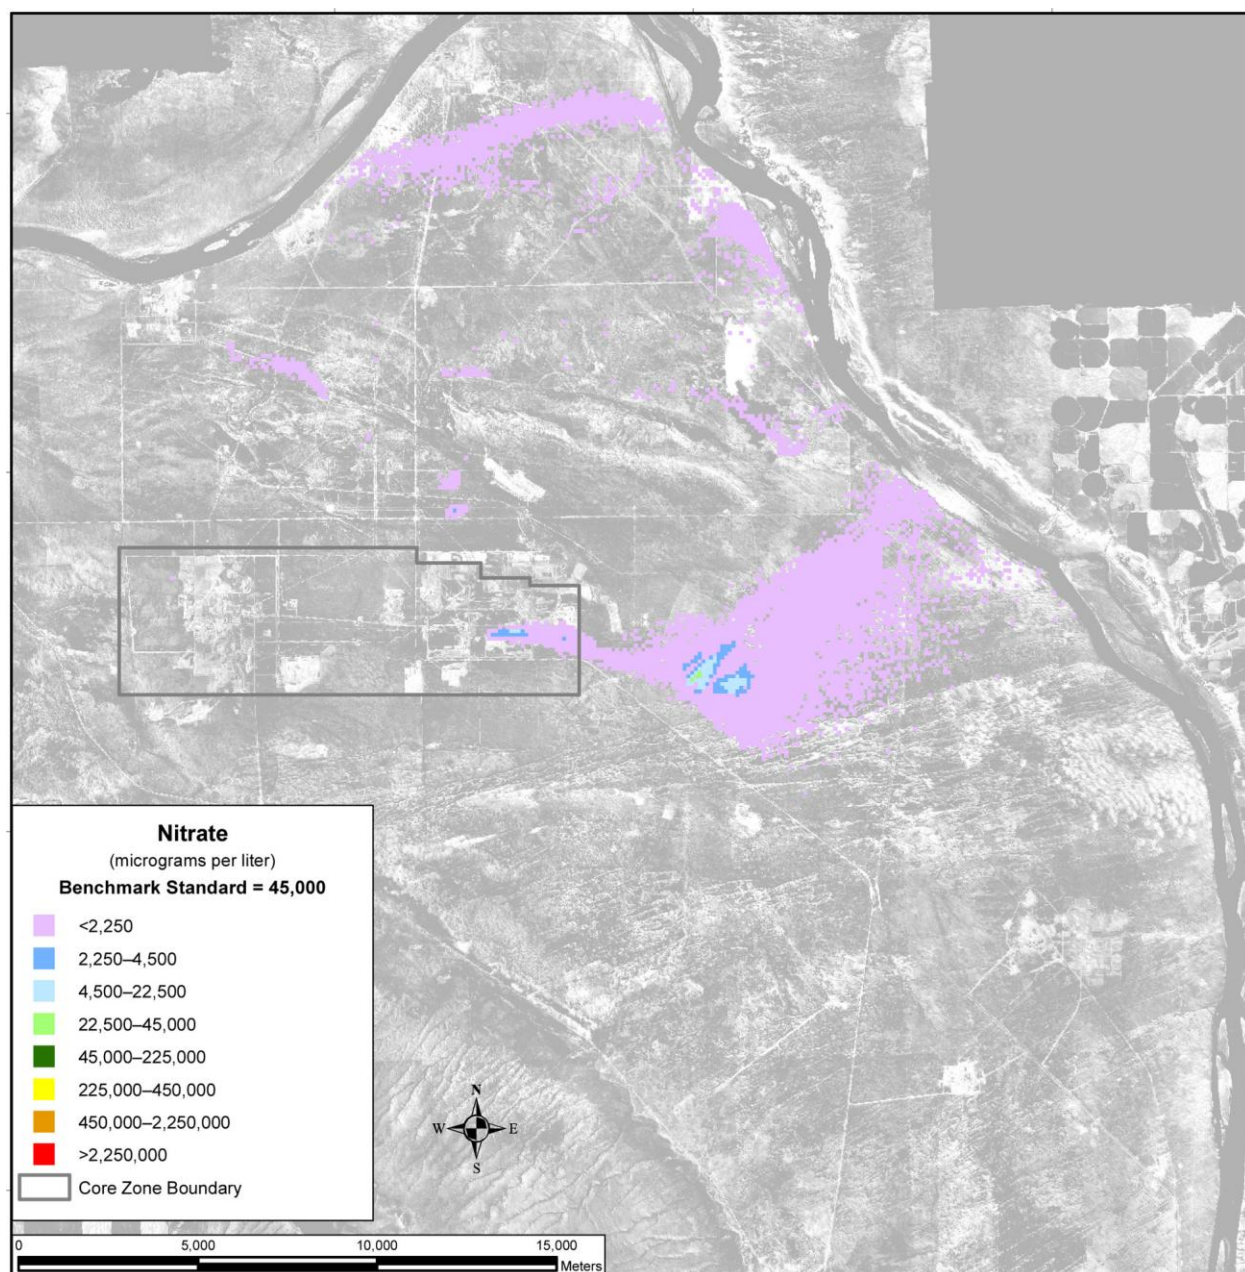 Nitrate
(micrograms per liter)
Benchmark Standard = 45,000
<2,250
2,250–4,500
4,500–22,500
22,500–45,000
45,000–225,000
225,000–450,000
450,000–2,250,000
>2,250,000
Core Zone Boundary
N
W E
S
0 5,000 10,000 15,000
Meters